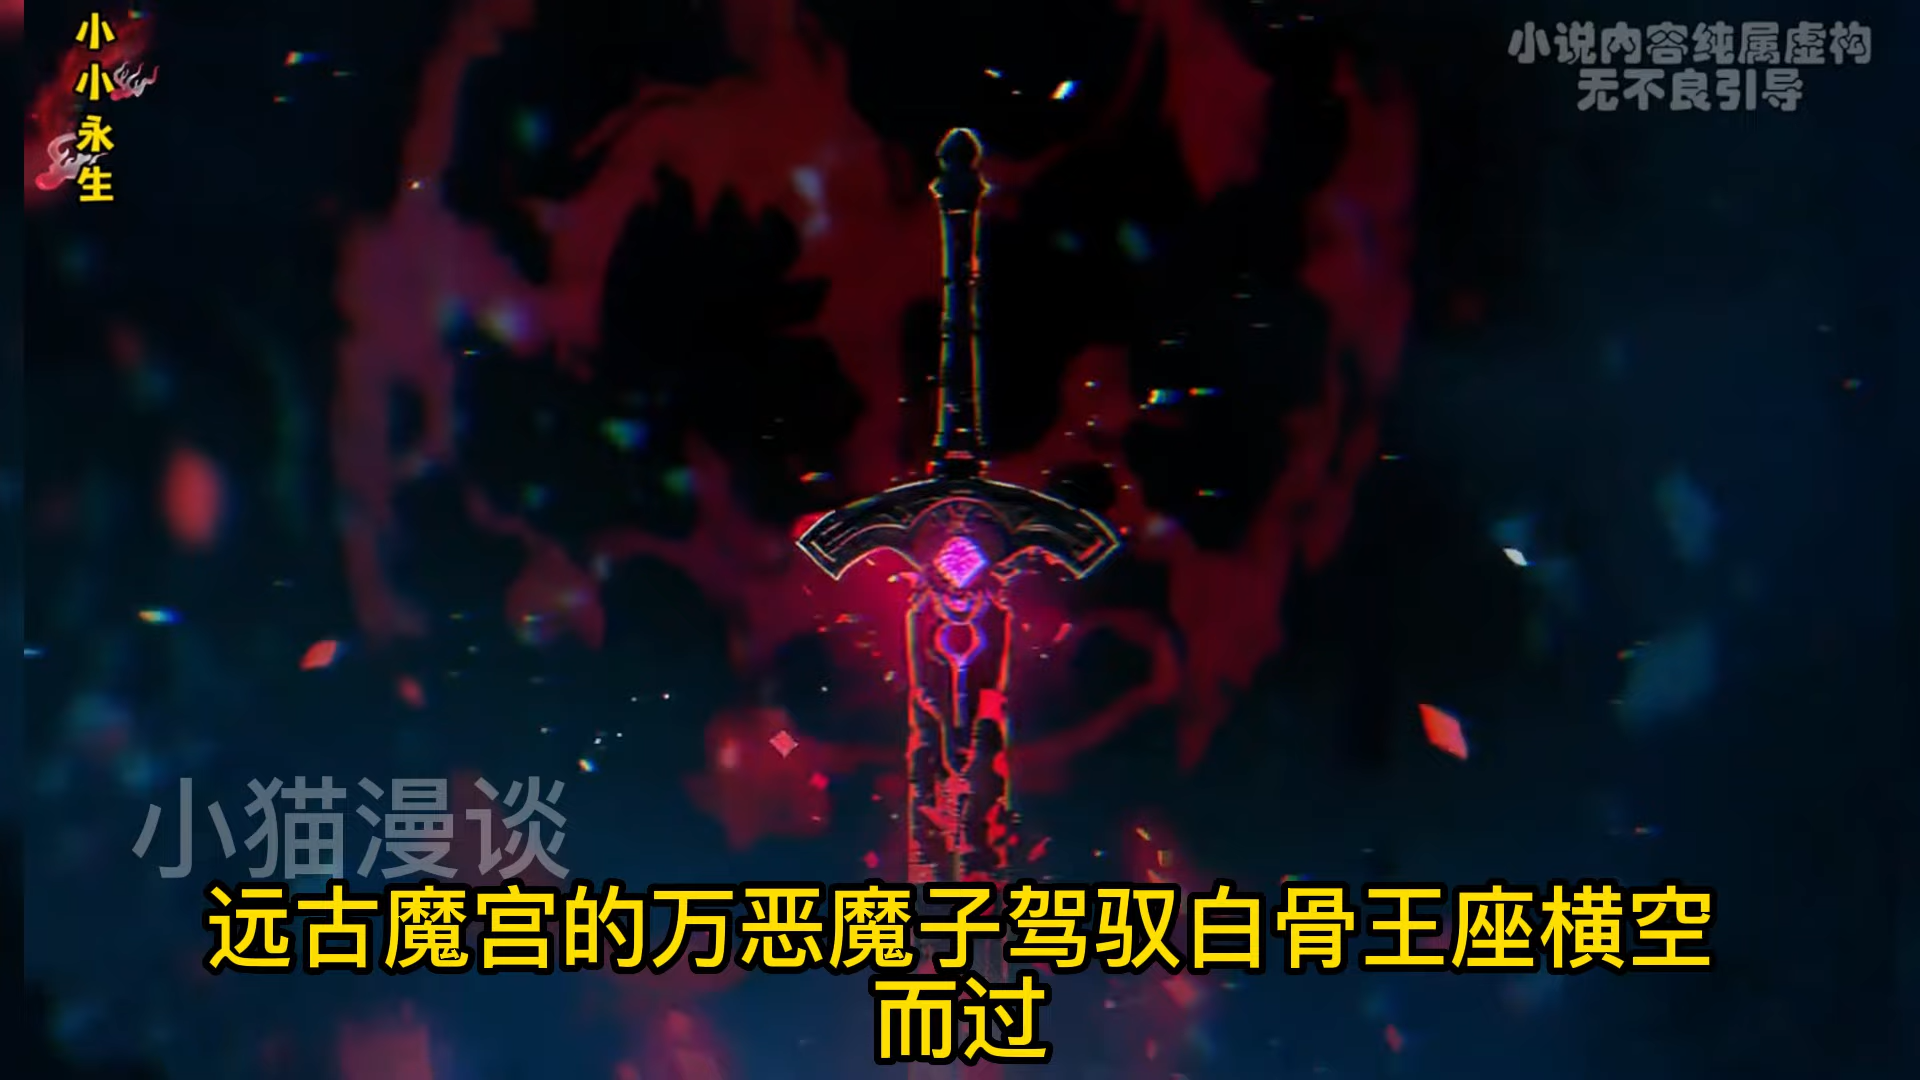 小小永生
小说内容纯属虚构
无不良引导
小猫漫谈
远古魔宫的万恶魔子驾驭白骨王座横空
而过